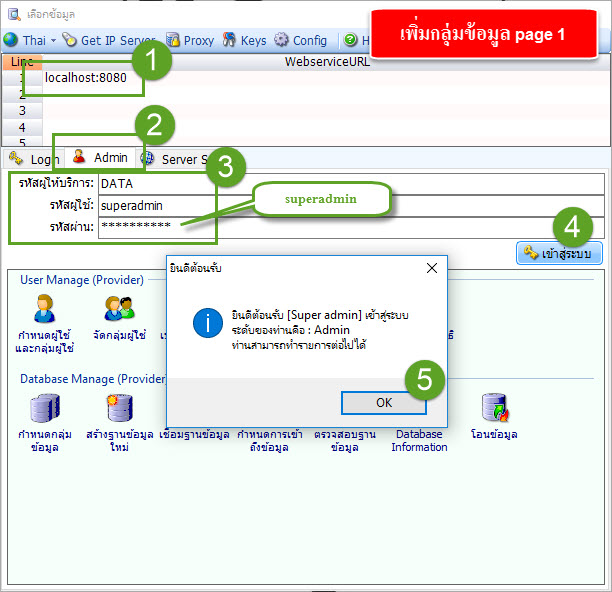 เลือกข้อมูล
เพิ่มกลุ่มข้อมูล page 1
Thai Get IP Server Proxy Keys Config
Line WebserviceURL
1 localhost:8080
1
2
2
3
4
5
Login Admin Server
3
รหัสผู้ให้บริการ: DATA
รหัสผู้ใช้: superadmin
superadmin
รหัสผ่าน: **********
4
เข้าสู่ระบบ
ยินดีต้อนรับ
User Manage (Provider)
ยินดีต้อนรับ [Super admin] เข้าสู่ระบบ
ระดับของท่านคือ : Admin
ท่านสามารถทำรายการต่อไปได้
กำหนดผู้ใช้ จัดกลุ่มผู้ใช้
และกลุ่มผู้ใช้
Database Manage (Provider)
5
OK
กำหนดกลุ่ม สร้างฐานข้อมูล เชื่อมฐานข้อมูล กำหนดการเข้า ตรวจสอบฐาน Database โอนข้อมูล
ข้อมูล ใหม่ ถึงข้อมูล ข้อมูล Information